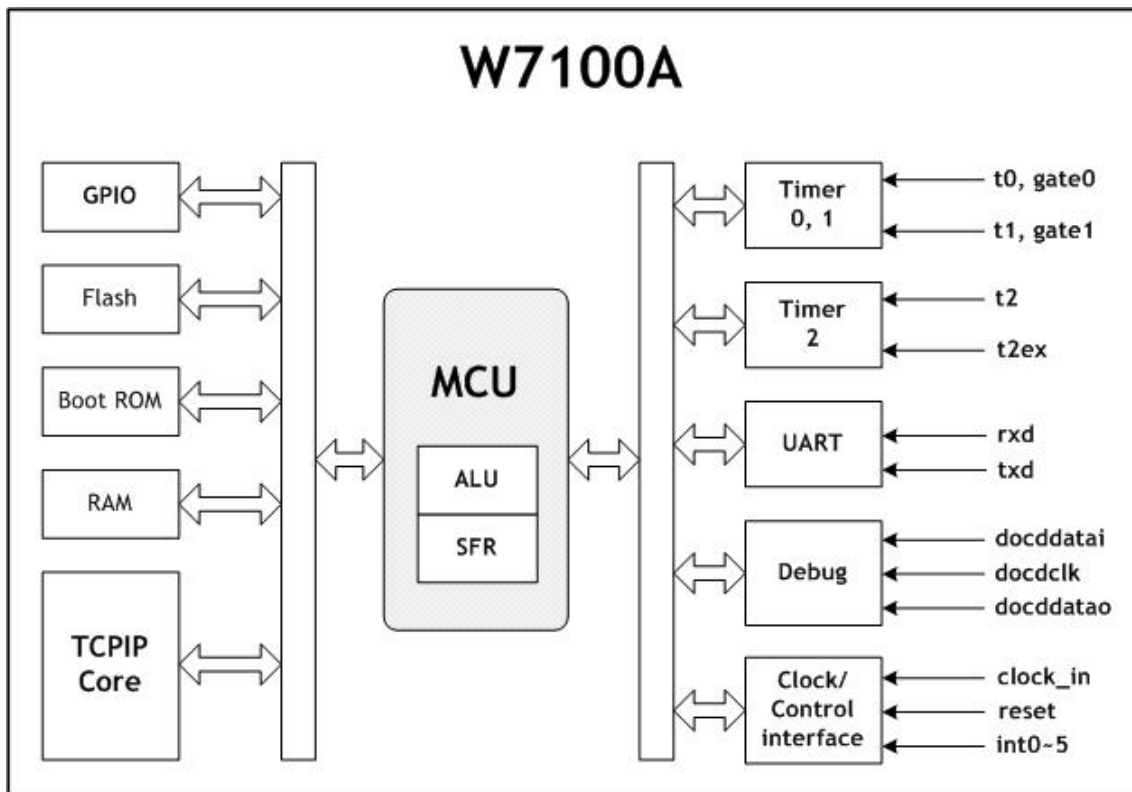 W7100A
GPIO
Flash
Boot ROM
RAM
TCPIP
Core
MCU
ALU
SFR
Timer
0, 1
t0, gate0
t1, gate1
Timer
2
t2
t2ex
UART
rxd
txd
Debug
docddatai
docdclk
docddatao
Clock/
Control
interface
clock_in
reset
int0~5